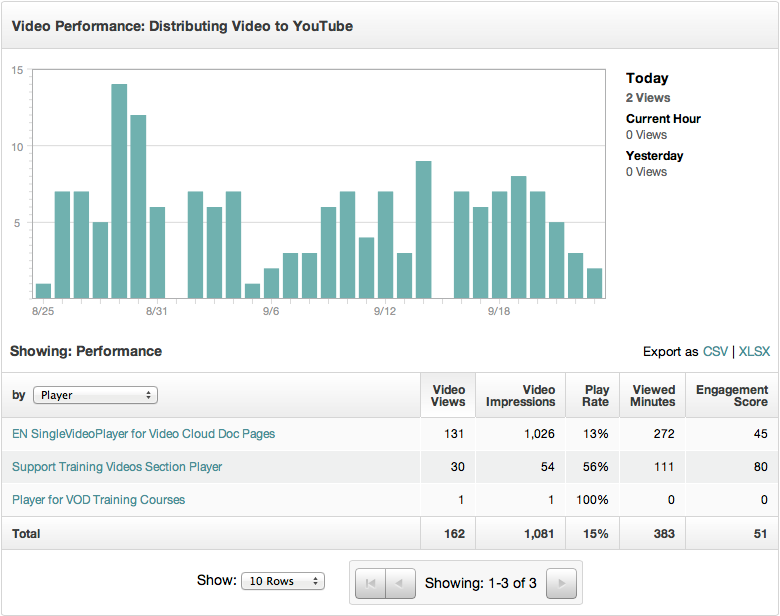 Video Performance: Distributing Video to YouTube
15
10
5
8/25 8/31 9/6 9/12 9/18
Today
2 Views
Current Hour
0 Views
Yesterday
0 Views
Showing: Performance
Export as CSV | XLSX
by Player
Video Views Video Impressions Play Rate Viewed Minutes Engagement Score
EN SingleVideoPlayer for Video Cloud Doc Pages 131 1,026 13% 272 45
Support Training Videos Section Player 30 54 56% 111 80
Player for VOD Training Courses 1 1 100% 0 0
Total 162 1,081 15% 383 51
Show: 10 Rows Showing: 1-3 of 3